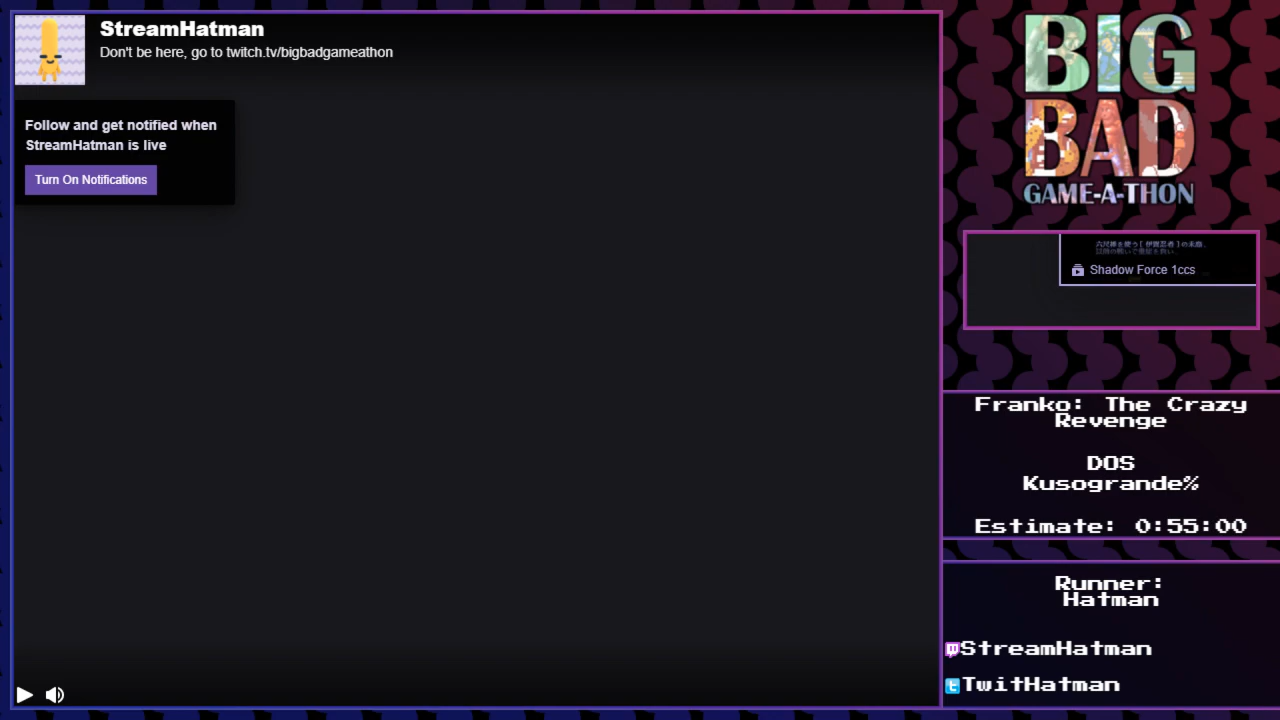 StreamHatman
Don't be here, go to twitch.tv/bigbadgameathon
Follow and get notified when
StreamHatman is live
Turn On Notifications
BIG
BAD
GAME-A-THON
Shadow Force 1ccs
Franko: The Crazy
Revenge
DOS
Kusogrande%
Estimate: 0:55:00
Runner:
Hatman
StreamHatman
TwitHatman